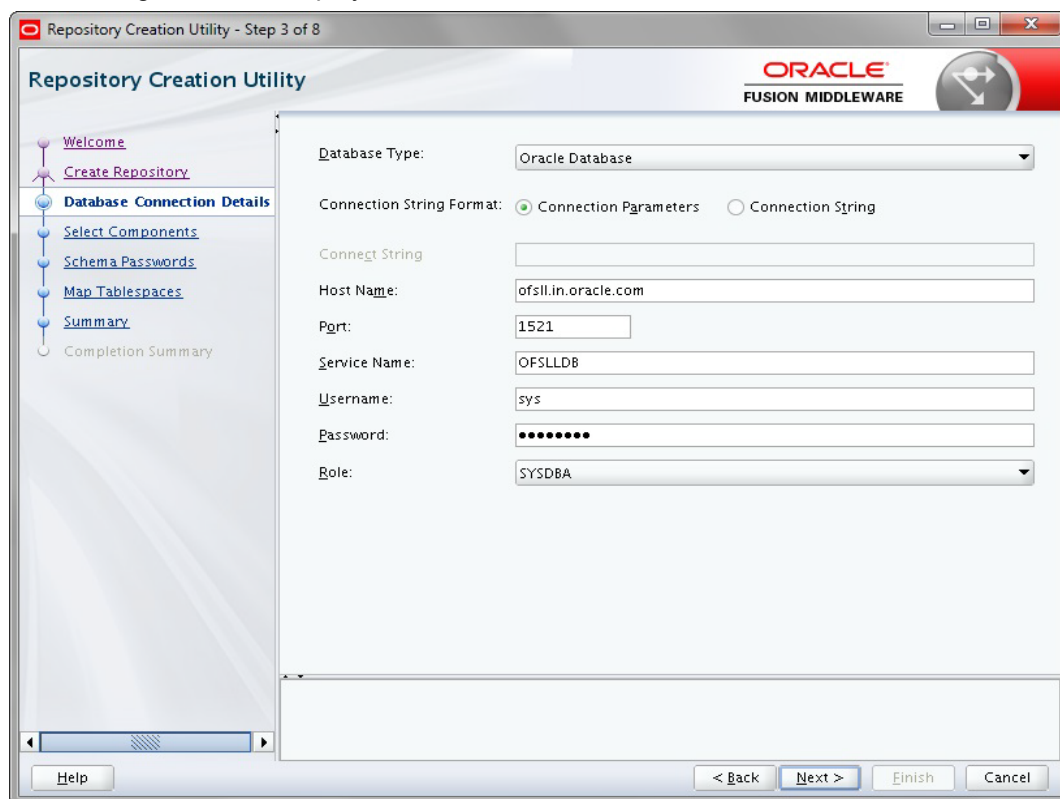 Repository Creation Utility - Step 3 of 8
Repository Creation Utility
ORACLE
FUSION MIDDLEWARE
Welcome
Create Repository
Database Connection Details
Select Components
Schema Passwords
Map Tablespaces
Summary
Completion Summary
Database Type: Oracle Database
Connection String Format: Connection Parameters Connection String
Connect String
Host Name: ofsll.in.oracle.com
Port: 1521
Service Name: OFSLLDB
Username: sys
Password: ●●●●●●●●
Role: SYSDBA
Help < Back Next > Finish Cancel